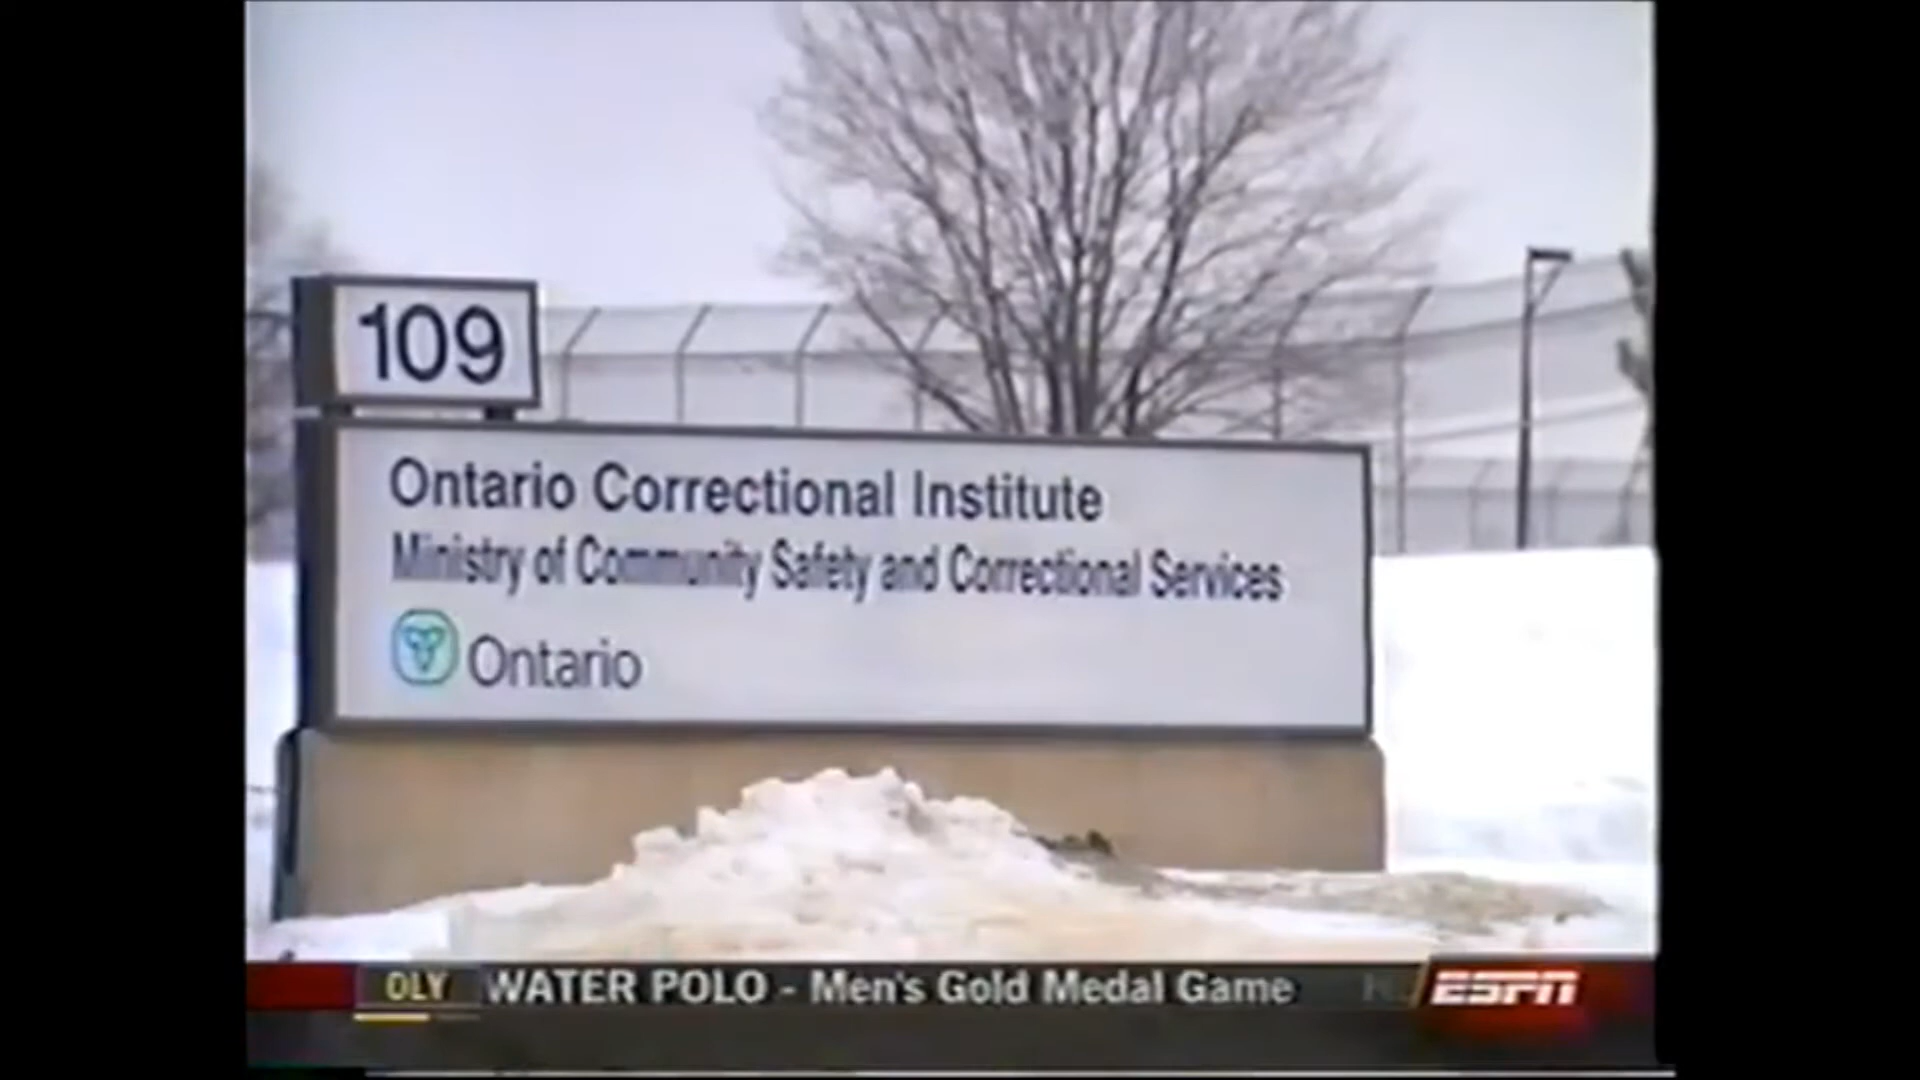 109
Ontario Correctional Institute
Ministry of Community Safety and Correctional Services
Ontario
OLY WATER POLO - Men's Gold Medal Game
ESPN